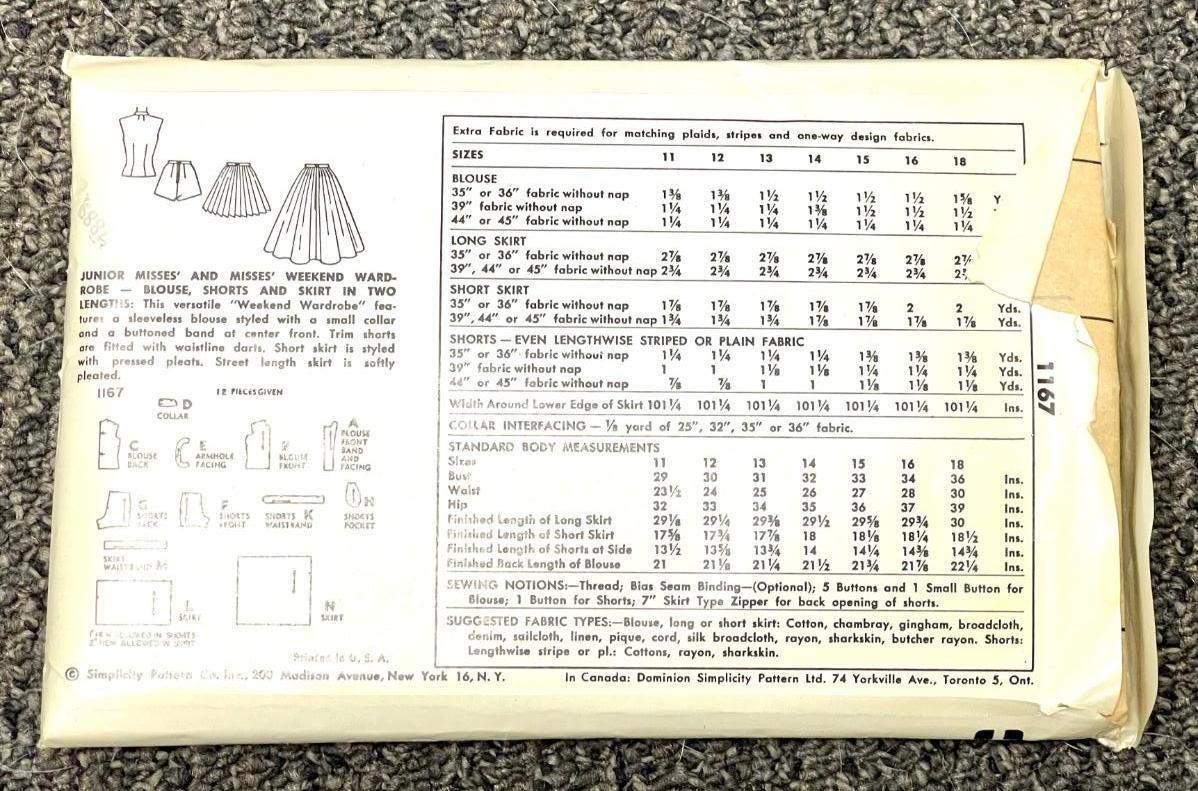 JUNIOR MISSES' AND MISSES' WEEKEND WARD-
ROBE — BLOUSE, SHORTS AND SKIRT IN TWO
LENGTHS: This versatile "Weekend Wardrobe" fea-
tures a sleeveless blouse styled with a small collar
and a buttoned band at center front. Trim shorts
are fitted with waistline darts. Short skirt is styled
with pressed pleats. Street length skirt is softly
pleated.
1167 12 PIECES GIVEN
D
COLLAR
C
BLOUSE
BACK
E
ARMHOLE
FACING
BLOUSE
FRONT
A
BLOUSE
FRONT
BAND
AND
FACING
G
SHORTS
BACK
F
SHORTS
FRONT
SHORTS K
WAISTBAND
H
SHORTS
POCKET
SKIRT
WAISTBAND M
L
SKIRT
N
SKIRT
Printed in U. S. A.
Extra Fabric is required for matching plaids, stripes and one-way design fabrics.
SIZES 11 12 13 14 15 16 18
BLOUSE
35" or 36" fabric without nap 1⅜ 1⅜ 1½ 1½ 1½ 1½ 1⅝ Y
39" fabric without nap 1¼ 1¼ 1¼ 1⅜ 1½ 1½ 1½
44" or 45" fabric without nap 1¼ 1¼ 1¼ 1¼ 1¼ 1¼ 1¼
LONG SKIRT
35" or 36" fabric without nap 2⅞ 2⅞ 2⅞ 2⅞ 2⅞ 2⅞
39", 44" or 45" fabric without nap 2¾ 2¾ 2¾ 2¾ 2¾ 2¾
SHORT SKIRT
35" or 36" fabric without nap 1⅞ 1⅞ 1⅞ 1⅞ 1⅞ 2 2 Yds.
39", 44" or 45" fabric without nap 1¾ 1¾ 1¾ 1⅞ 1⅞ 1⅞ 1⅞ Yds.
SHORTS — EVEN LENGTHWISE STRIPED OR PLAIN FABRIC
35" or 36" fabric without nap 1¼ 1¼ 1¼ 1¼ 1⅜ 1⅜ 1⅜ Yds.
39" fabric without nap 1 1 1⅛ 1⅛ 1¼ 1¼ 1¼ Yds.
44" or 45" fabric without nap ⅞ ⅞ 1 1 1⅛ 1⅛ 1⅛ Yds.
Width Around Lower Edge of Skirt 101¼ 101¼ 101¼ 101¼ 101¼ 101¼ 101¼ Ins.
COLLAR INTERFACING — ⅛ yard of 25", 32", 35" or 36" fabric.
STANDARD BODY MEASUREMENTS
Sizes 11 12 13 14 15 16 18
Bust 29 30 31 32 33 34 36 Ins.
Waist 23½ 24 25 26 27 28 30 Ins.
Hip 32 33 34 35 36 37 39 Ins.
Finished Length of Long Skirt 29⅛ 29¼ 29⅜ 29½ 29⅝ 29¾ 30 Ins.
Finished Length of Short Skirt 17⅝ 17¾ 17⅞ 18 18⅛ 18¼ 18½ Ins.
Finished Length of Shorts at Side 13½ 13⅝ 13¾ 14 14¼ 14⅜ 14¾ Ins.
Finished Back Length of Blouse 21 21⅛ 21¼ 21½ 21¾ 21⅞ 22¼ Ins.
SEWING NOTIONS:—Thread; Bias Seam Binding—(Optional); 5 Buttons and 1 Small Button for
Blouse; 1 Button for Shorts; 7" Skirt Type Zipper for back opening of shorts.
SUGGESTED FABRIC TYPES:—Blouse, long or short skirt: Cotton, chambray, gingham, broadcloth,
denim, sailcloth, linen, pique, cord, silk broadcloth, rayon, sharkskin, butcher rayon. Shorts:
Lengthwise stripe or pl.: Cottons, rayon, sharkskin.
© Simplicity Pattern Co. Inc., 200 Madison Avenue, New York 16, N. Y. In Canada: Dominion Simplicity Pattern Ltd. 74 Yorkville Ave., Toronto 5, Ont.
1167